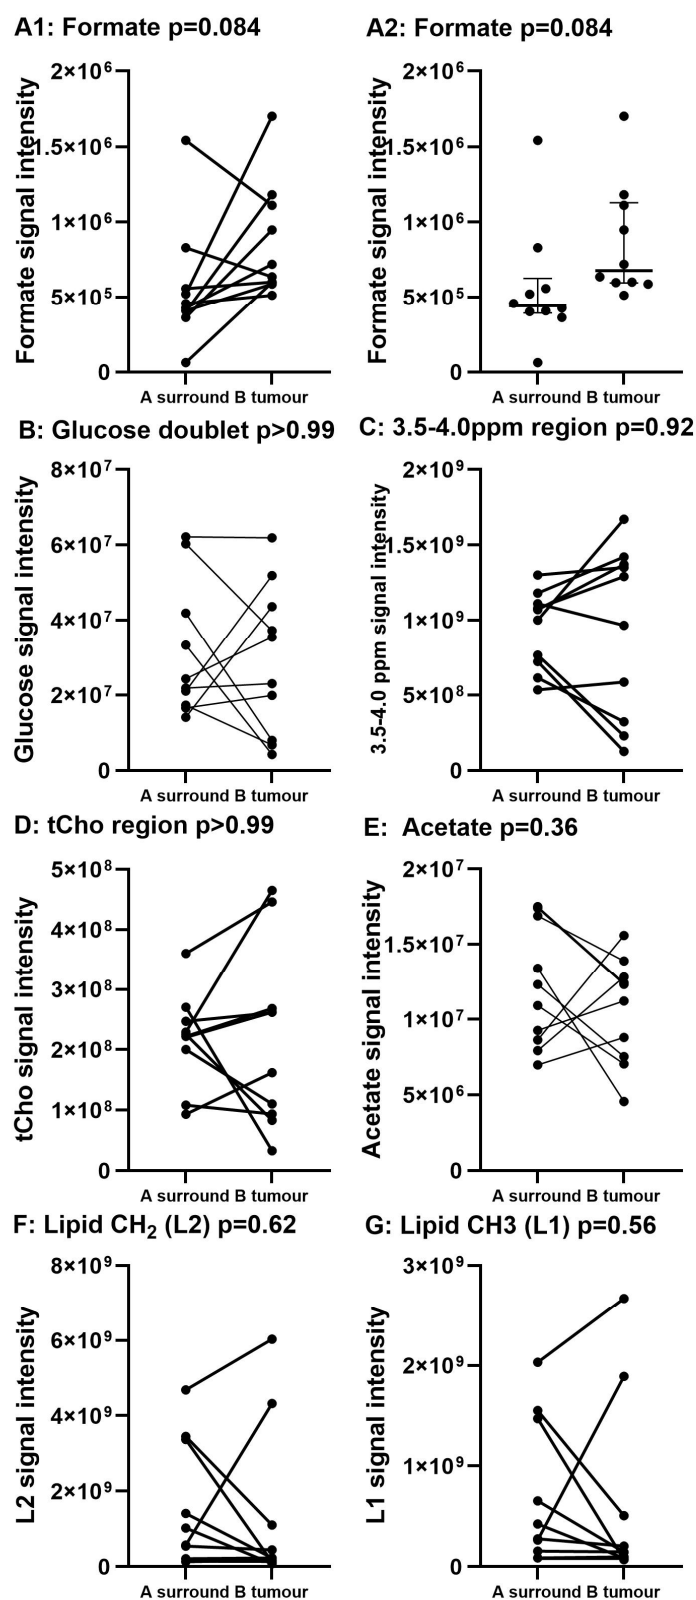 A1: Formate p=0.084
A2: Formate p=0.084
Formate signal intensity
2×10⁶
1.5×10⁶
1×10⁶
5×10⁵
0
A surround B tumour
Formate signal intensity
2×10⁶
1.5×10⁶
1×10⁶
5×10⁵
0
A surround B tumour
B: Glucose doublet p>0.99
C: 3.5-4.0ppm region p=0.92
Glucose signal intensity
8×10⁷
6×10⁷
4×10⁷
2×10⁷
0
A surround B tumour
3.5-4.0 ppm signal intensity
2×10⁹
1.5×10⁹
1×10⁹
5×10⁸
0
A surround B tumour
D: tCho region p>0.99
E: Acetate p=0.36
tCho signal intensity
5×10⁸
4×10⁸
3×10⁸
2×10⁸
1×10⁸
0
A surround B tumour
Acetate signal intensity
2×10⁷
1.5×10⁷
1×10⁷
5×10⁶
0
A surround B tumour
F: Lipid CH₂ (L2) p=0.62
G: Lipid CH3 (L1) p=0.56
L2 signal intensity
8×10⁹
6×10⁹
4×10⁹
2×10⁹
0
A surround B tumour
L1 signal intensity
3×10⁹
2×10⁹
1×10⁹
0
A surround B tumour